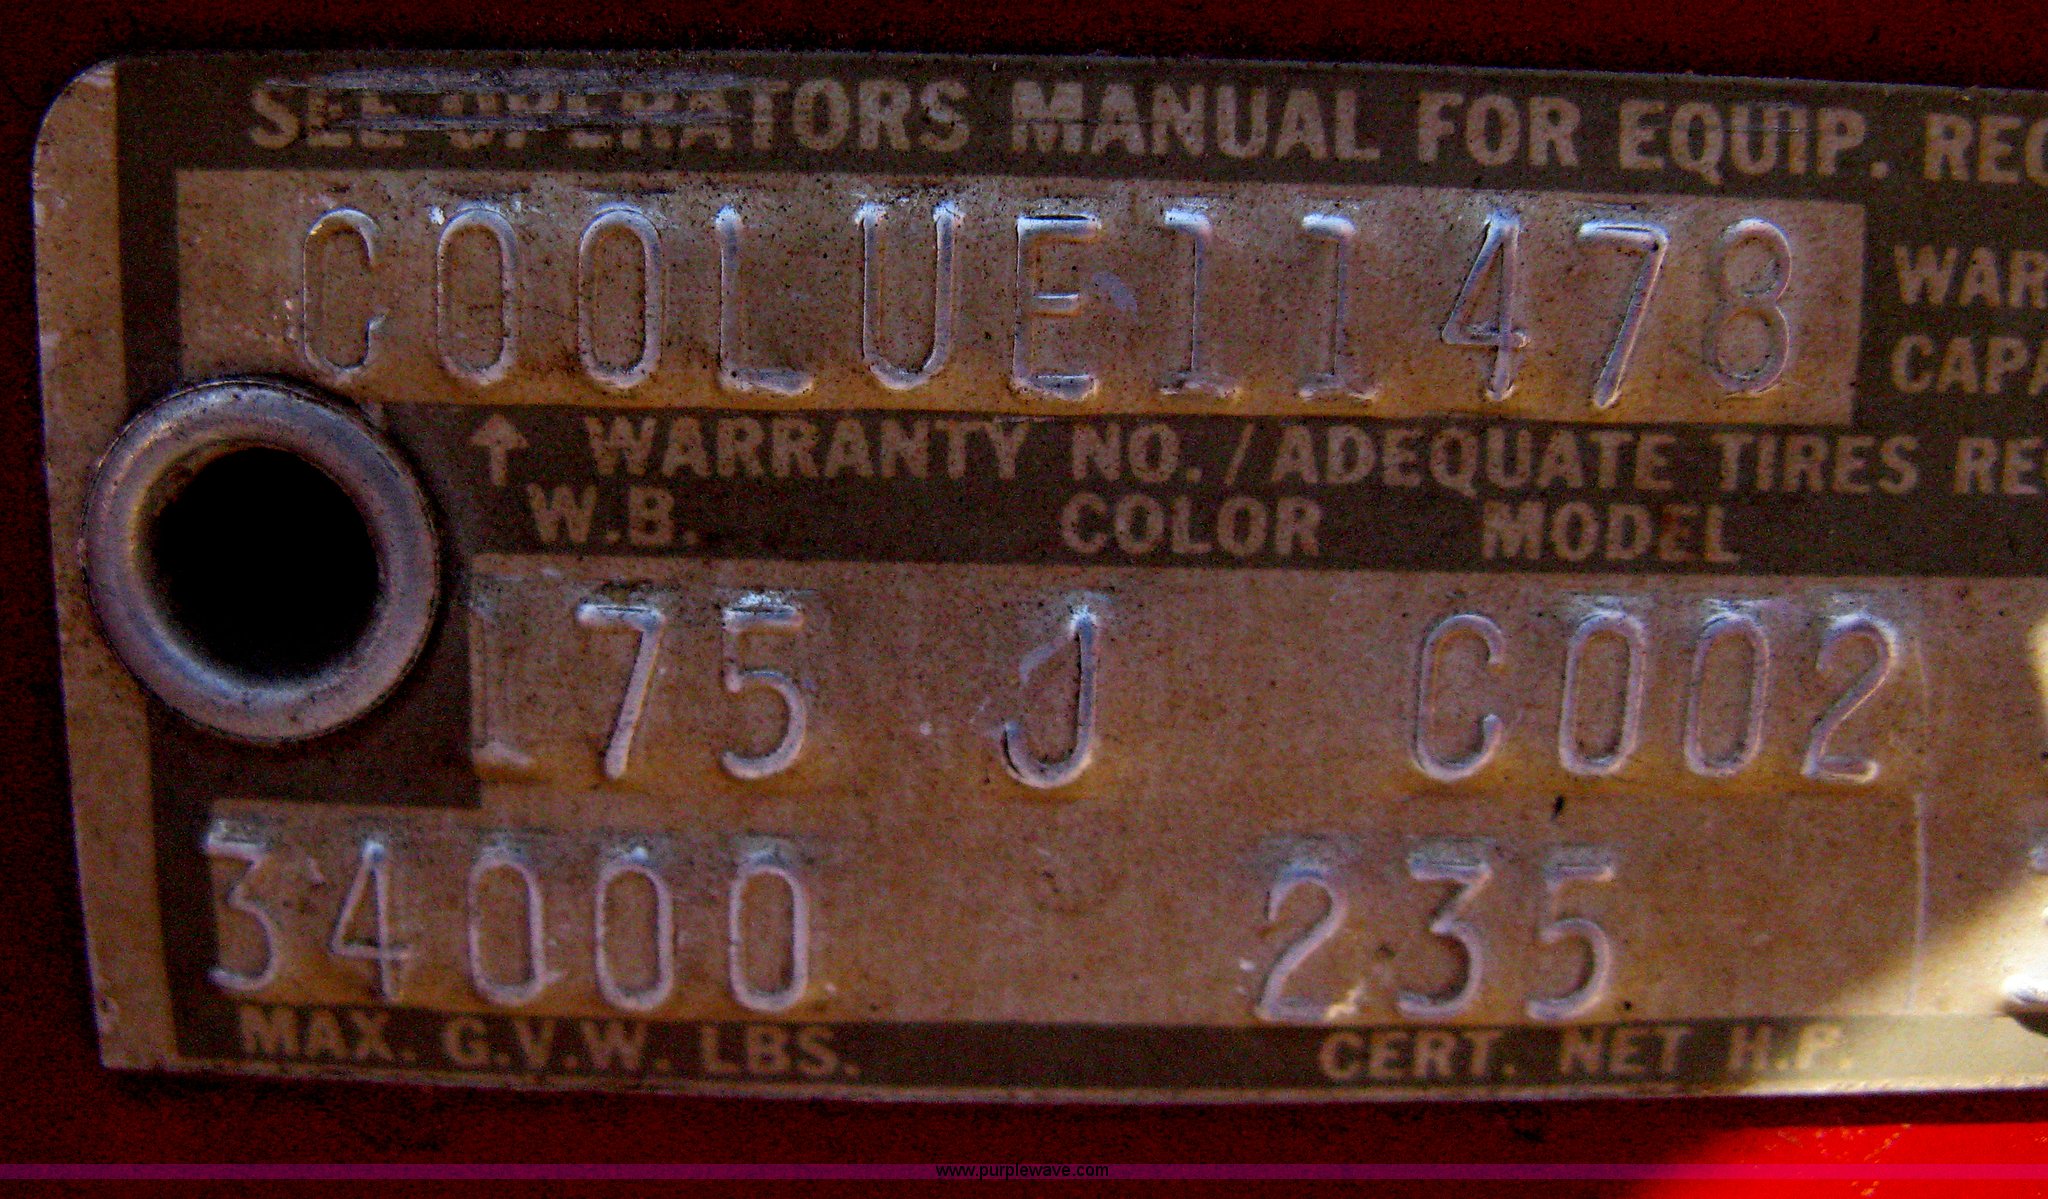 SEE OPERATORS MANUAL FOR EQUIP. REQ
C00LUE11478
WAR
CAPA
↑ WARRANTY NO./ADEQUATE TIRES RE
W.B. COLOR MODEL
175 J C002
34000 235
MAX. G.V.W. LBS. CERT. NET H.P.
www.purplewave.com